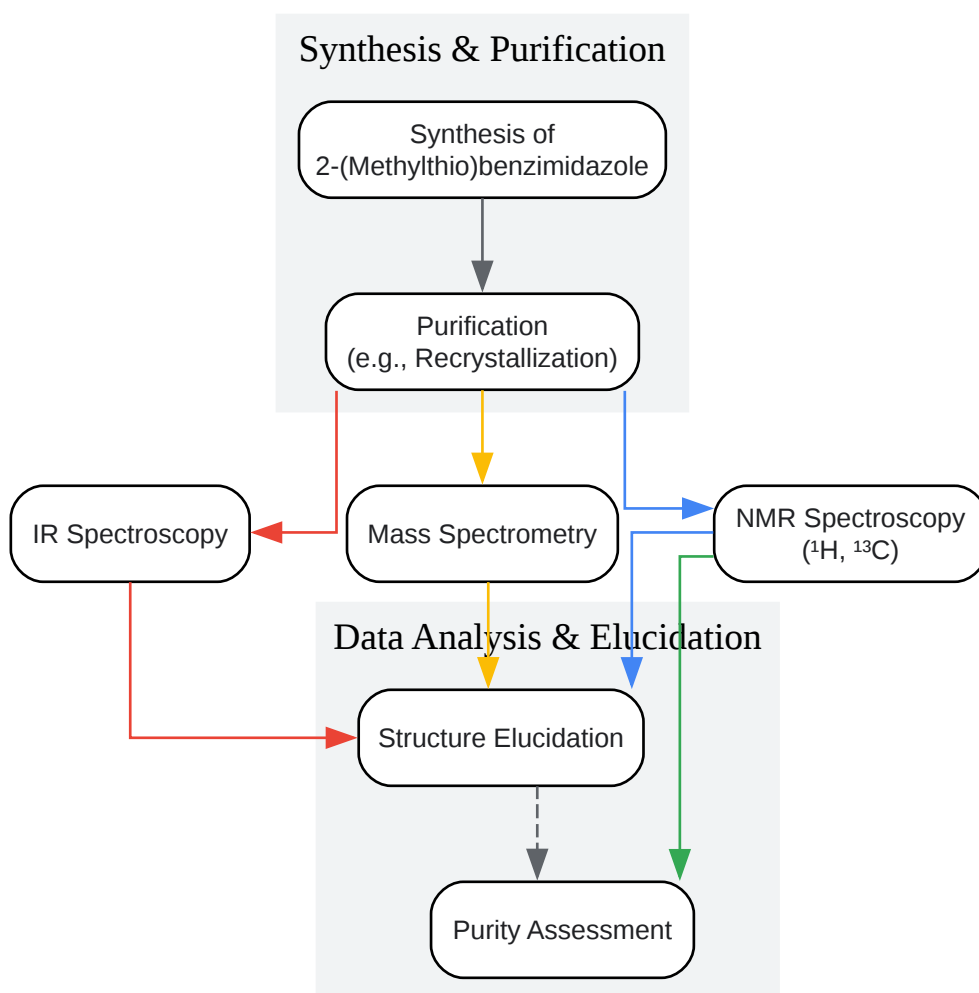 Synthesis & Purification
Synthesis of
2-(Methylthio)benzimidazole
Purification
(e.g., Recrystallization)
IR Spectroscopy
Mass Spectrometry
NMR Spectroscopy
(¹H, ¹³C)
Data Analysis & Elucidation
Structure Elucidation
Purity Assessment